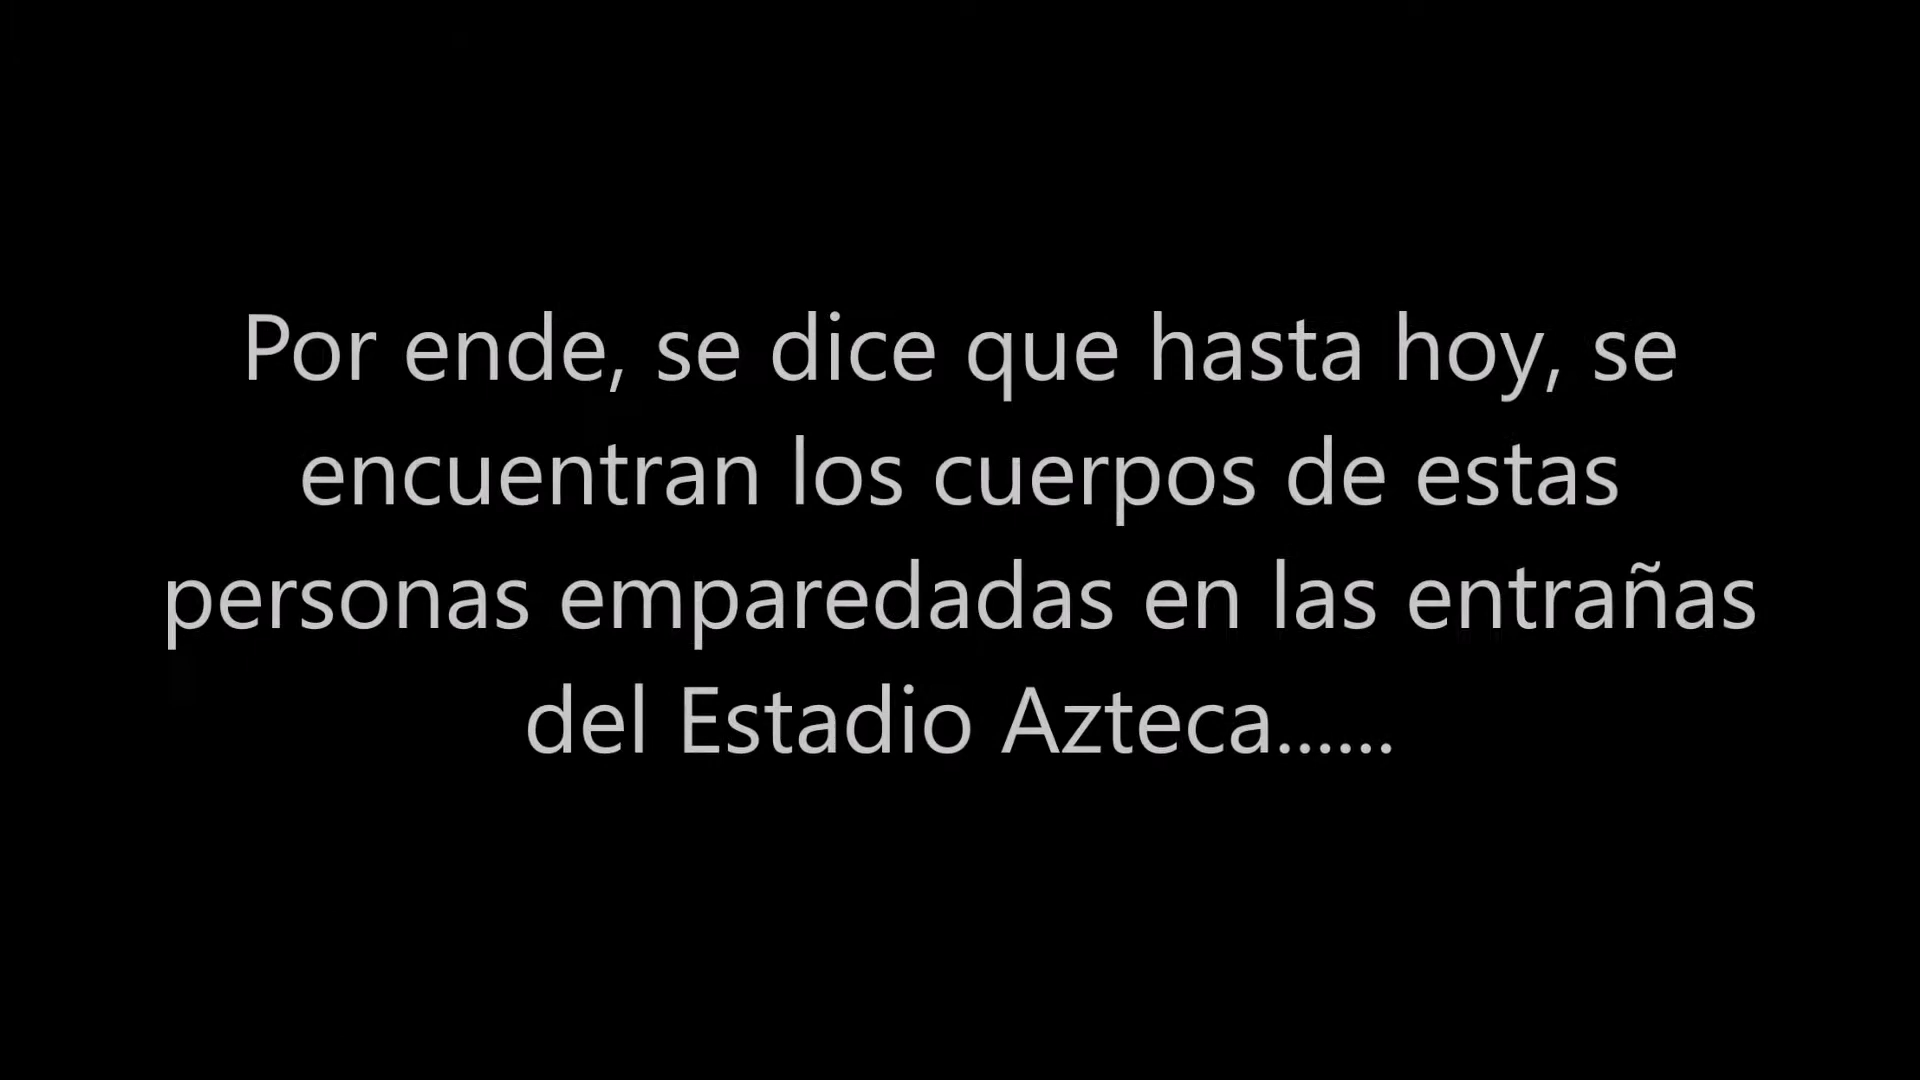 Por ende, se dice que hasta hoy, se
encuentran los cuerpos de estas
personas emparedadas en las entrañas
del Estadio Azteca......